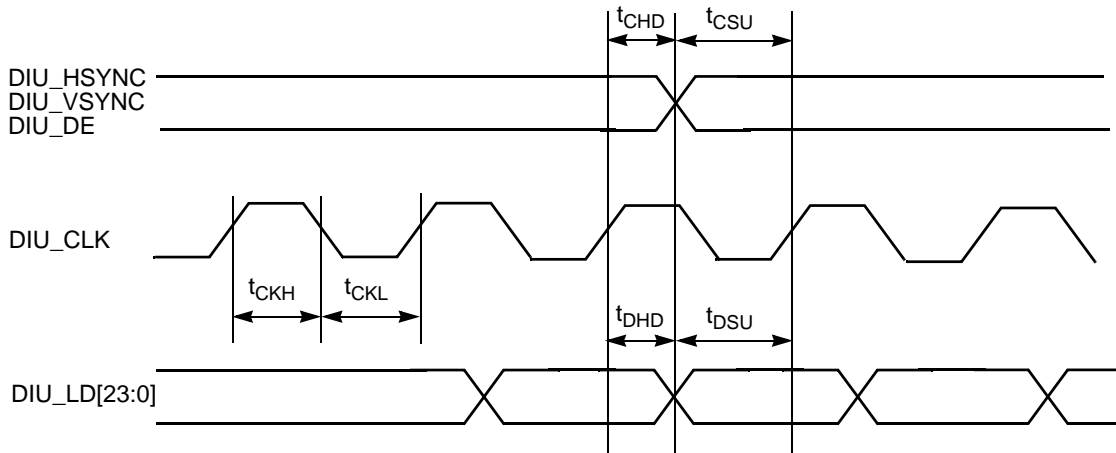 tCHD tCSU
DIU_HSYNC
DIU_VSYNC
DIU_DE
DIU_CLK
tCKH tCKL
tDHD tDSU
DIU_LD[23:0]